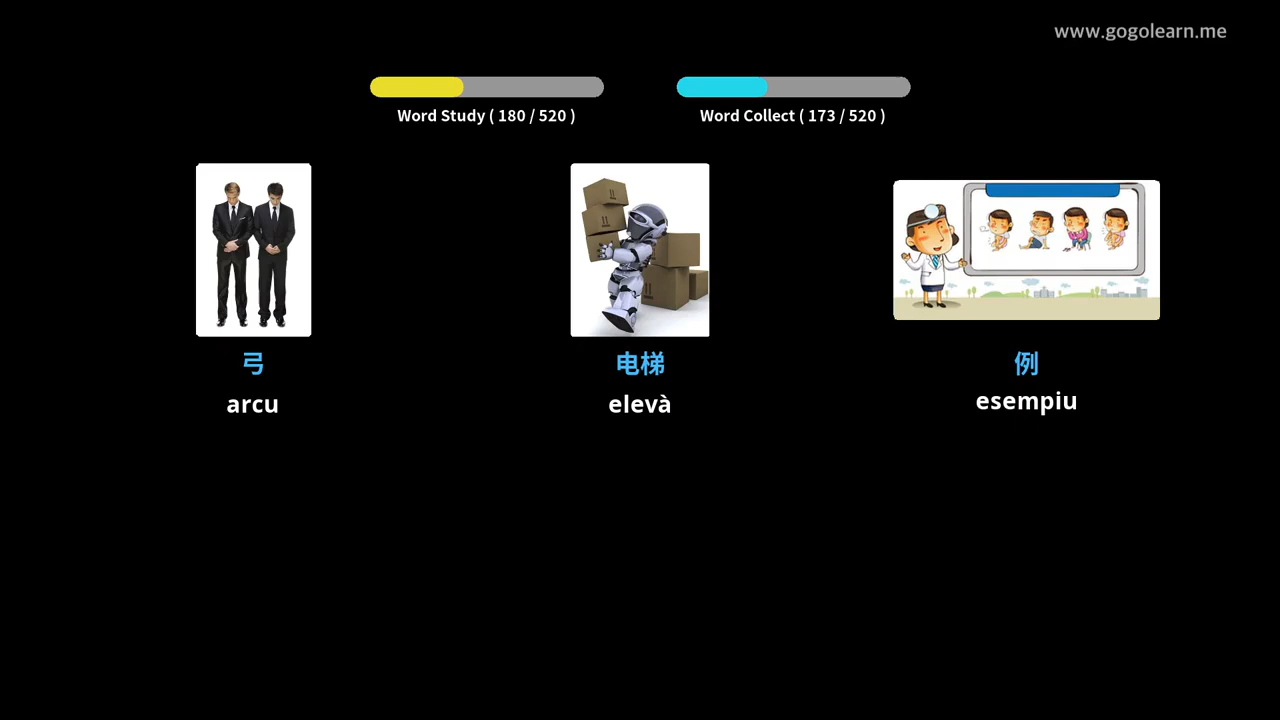 www.gogolearn.me
Word Study ( 180 / 520 )
Word Collect ( 173 / 520 )
弓
电梯
例
arcu
elevà
esempiu